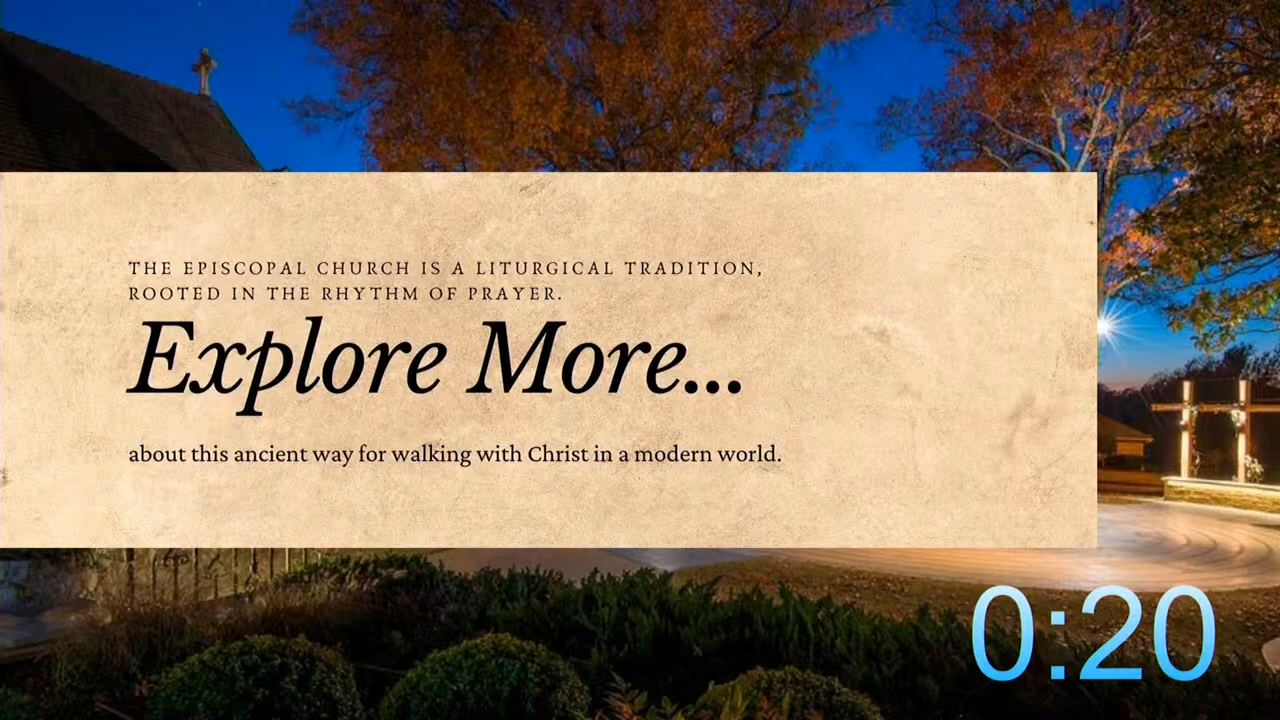 THE EPISCOPAL CHURCH IS A LITURGICAL TRADITION,
ROOTED IN THE RHYTHM OF PRAYER.
Explore More...
about this ancient way for walking with Christ in a modern world.
0:20